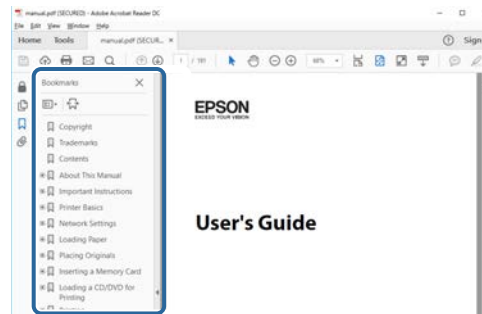 manual.pdf (SECURED) - Adobe Acrobat Reader DC
File Edit View Window Help
Home Tools manual.pdf (SECUR... × Sign
1 / 181
Bookmarks
Copyright
Trademarks
Contents
About This Manual
Important Instructions
Printer Basics
Network Settings
Loading Paper
Placing Originals
Inserting a Memory Card
Loading a CD/DVD for
Printing
EPSON
EXCEED YOUR VISION
User's Guide